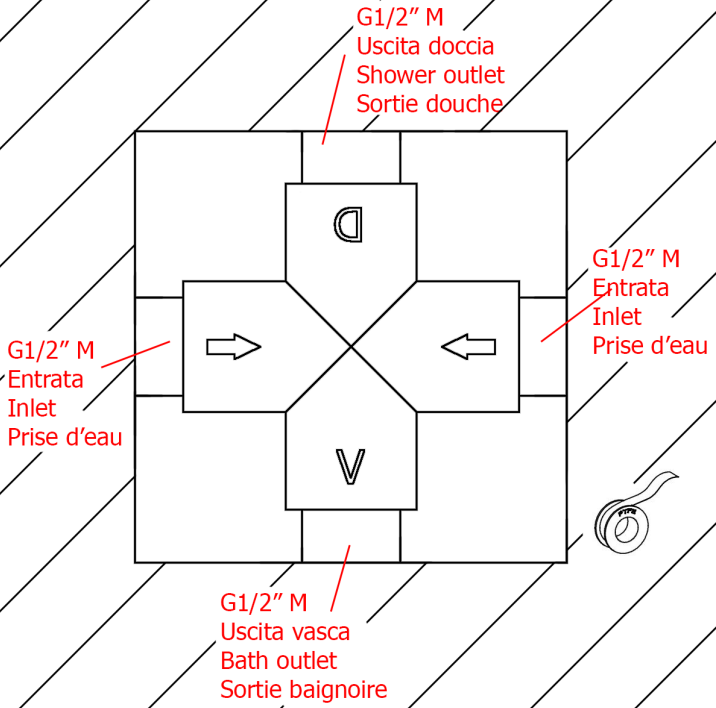 G1/2” M
Uscita doccia
Shower outlet
Sortie douche
D
G1/2” M
Entrata
Inlet
Prise d’eau
G1/2” M
Entrata
Inlet
Prise d’eau
V
PTFE
G1/2” M
Uscita vasca
Bath outlet
Sortie baignoire